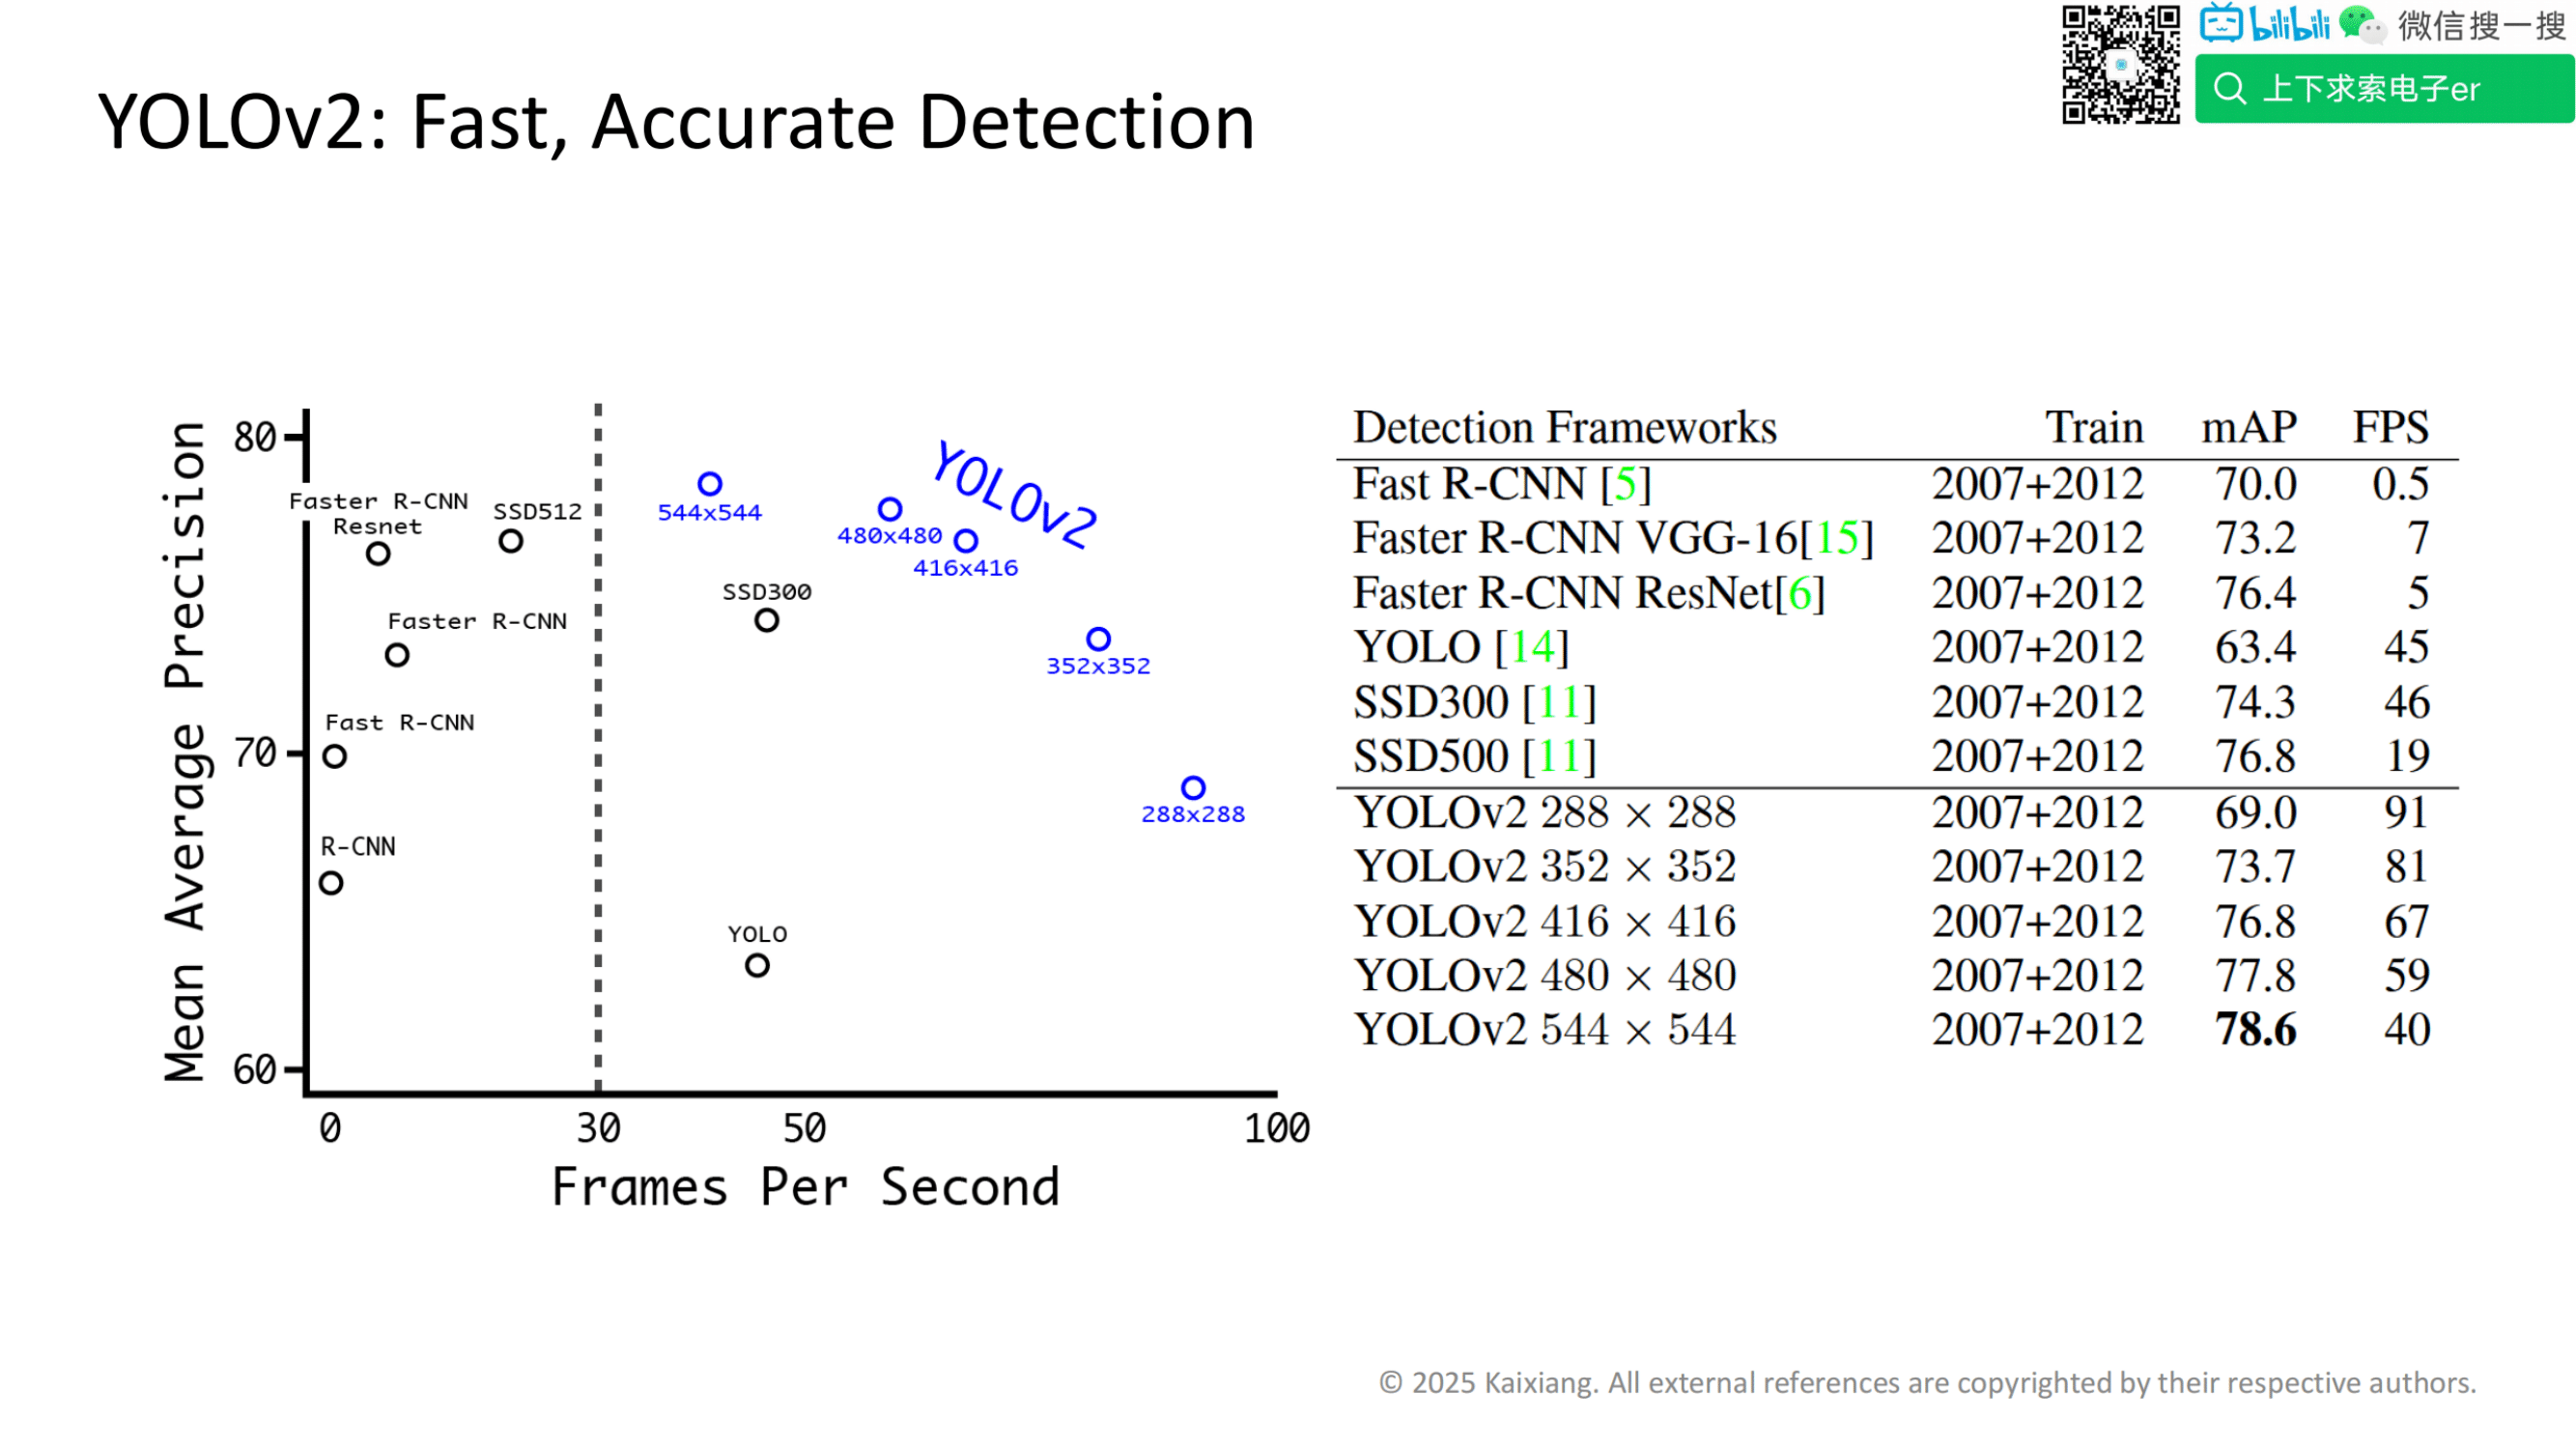 bilibili 微信搜一搜
上下求索电子er
YOLOv2: Fast, Accurate Detection
Mean Average Precision
80
70
60
Faster R-CNN
Resnet
SSD512
Faster R-CNN
Fast R-CNN
R-CNN
544x544
480x480
YOLOv2
416x416
SSD300
352x352
288x288
YOLO
0 30 50 100
Frames Per Second
Detection Frameworks Train mAP FPS
Fast R-CNN [5] 2007+2012 70.0 0.5
Faster R-CNN VGG-16[15] 2007+2012 73.2 7
Faster R-CNN ResNet[6] 2007+2012 76.4 5
YOLO [14] 2007+2012 63.4 45
SSD300 [11] 2007+2012 74.3 46
SSD500 [11] 2007+2012 76.8 19
YOLOv2 288 × 288 2007+2012 69.0 91
YOLOv2 352 × 352 2007+2012 73.7 81
YOLOv2 416 × 416 2007+2012 76.8 67
YOLOv2 480 × 480 2007+2012 77.8 59
YOLOv2 544 × 544 2007+2012 78.6 40
© 2025 Kaixiang. All external references are copyrighted by their respective authors.